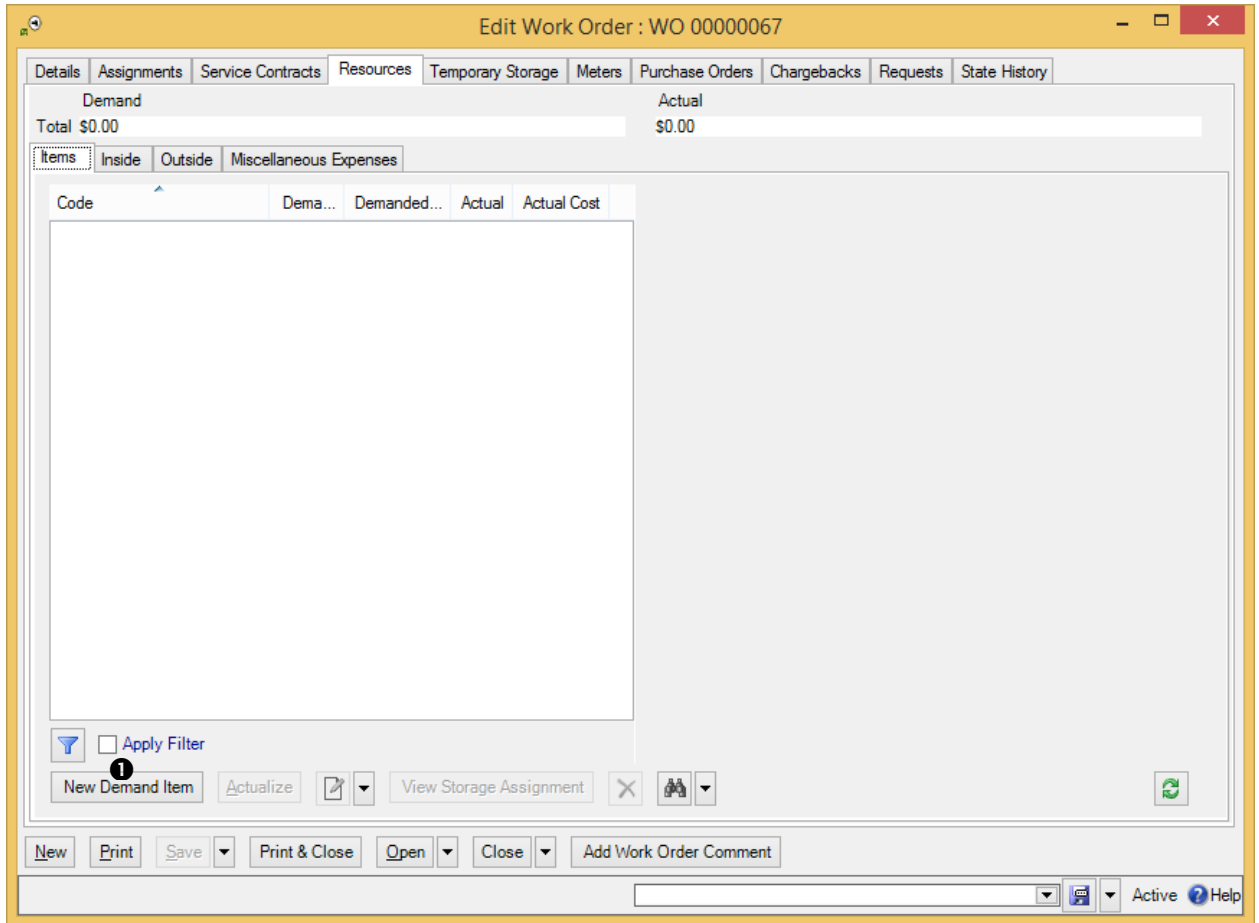 Edit Work Order : WO 00000067
Details Assignments Service Contracts Resources Temporary Storage Meters Purchase Orders Chargebacks Requests State History
Demand Actual
Total $0.00 $0.00
Items Inside Outside Miscellaneous Expenses
Code Dema... Demanded... Actual Actual Cost
Apply Filter
1
New Demand Item Actualize View Storage Assignment
New Print Save Print & Close Open Close Add Work Order Comment
Active Help